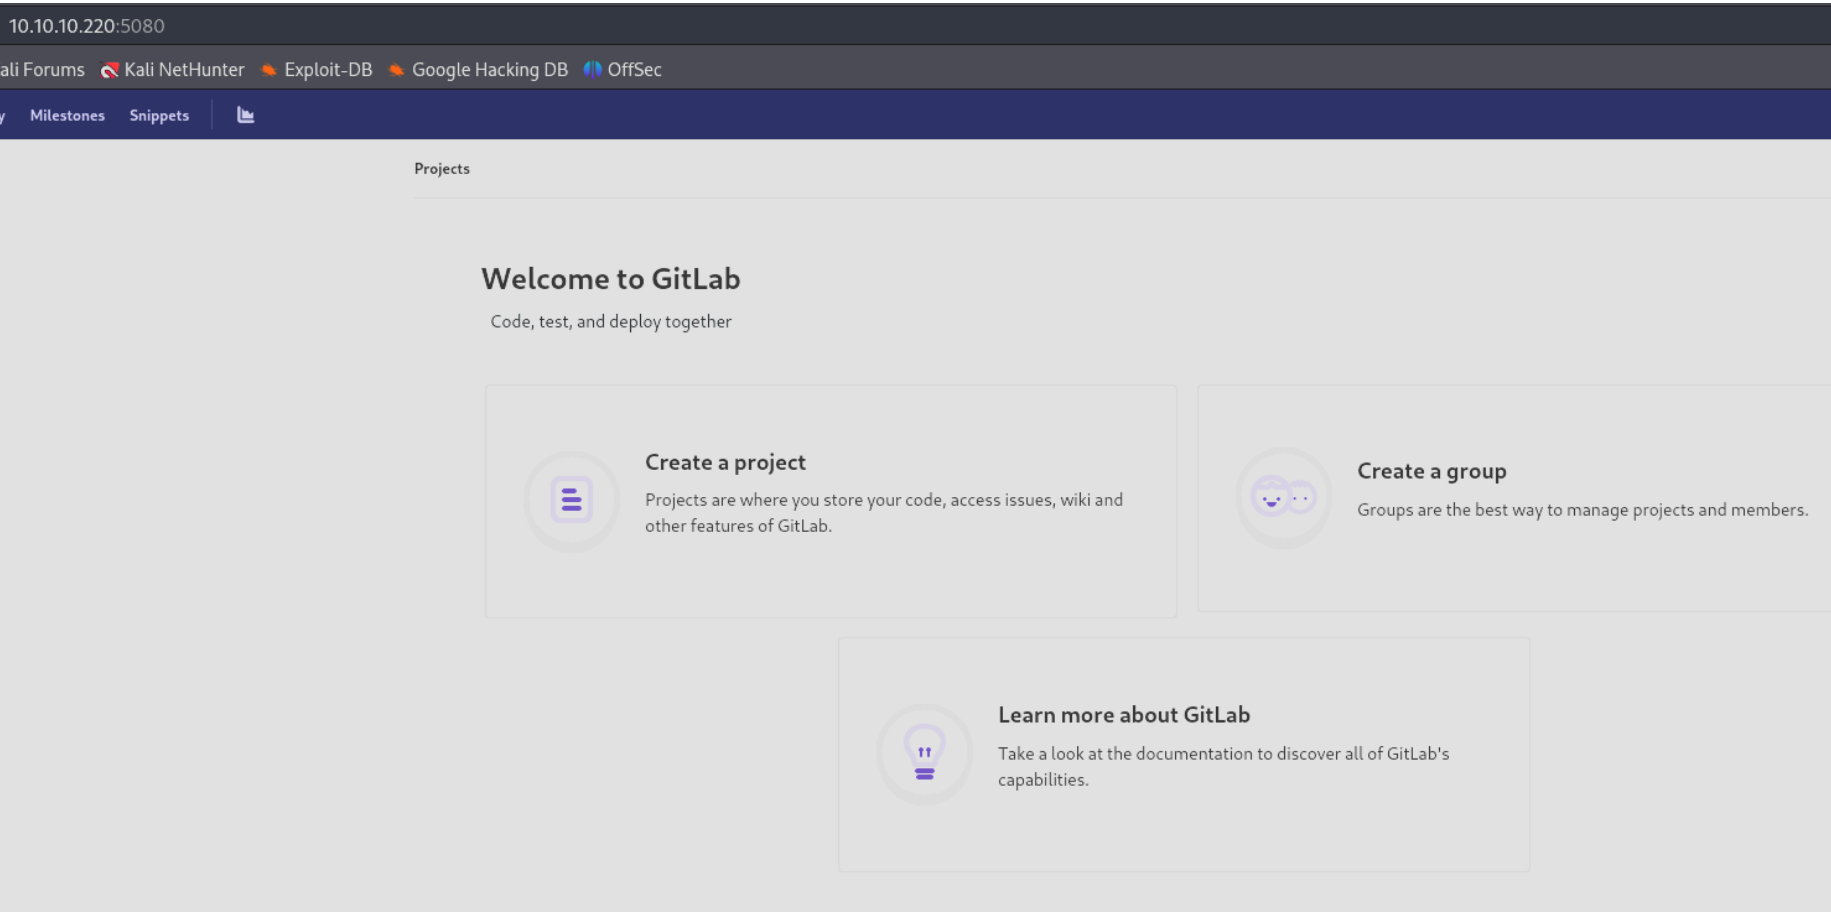 10.10.10.220:5080
ali Forums Kali NetHunter Exploit-DB Google Hacking DB OffSec
y Milestones Snippets
Projects
Welcome to GitLab
Code, test, and deploy together
Create a project
Projects are where you store your code, access issues, wiki and
other features of GitLab.
Create a group
Groups are the best way to manage projects and members.
Learn more about GitLab
Take a look at the documentation to discover all of GitLab's
capabilities.